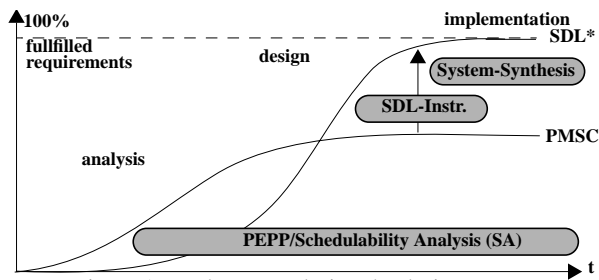 100%
implementation
SDL*
fullfilled
requirements
design
System-Synthesis
SDL-Instr.
PMSC
analysis
PEPP/Schedulability Analysis (SA)
t